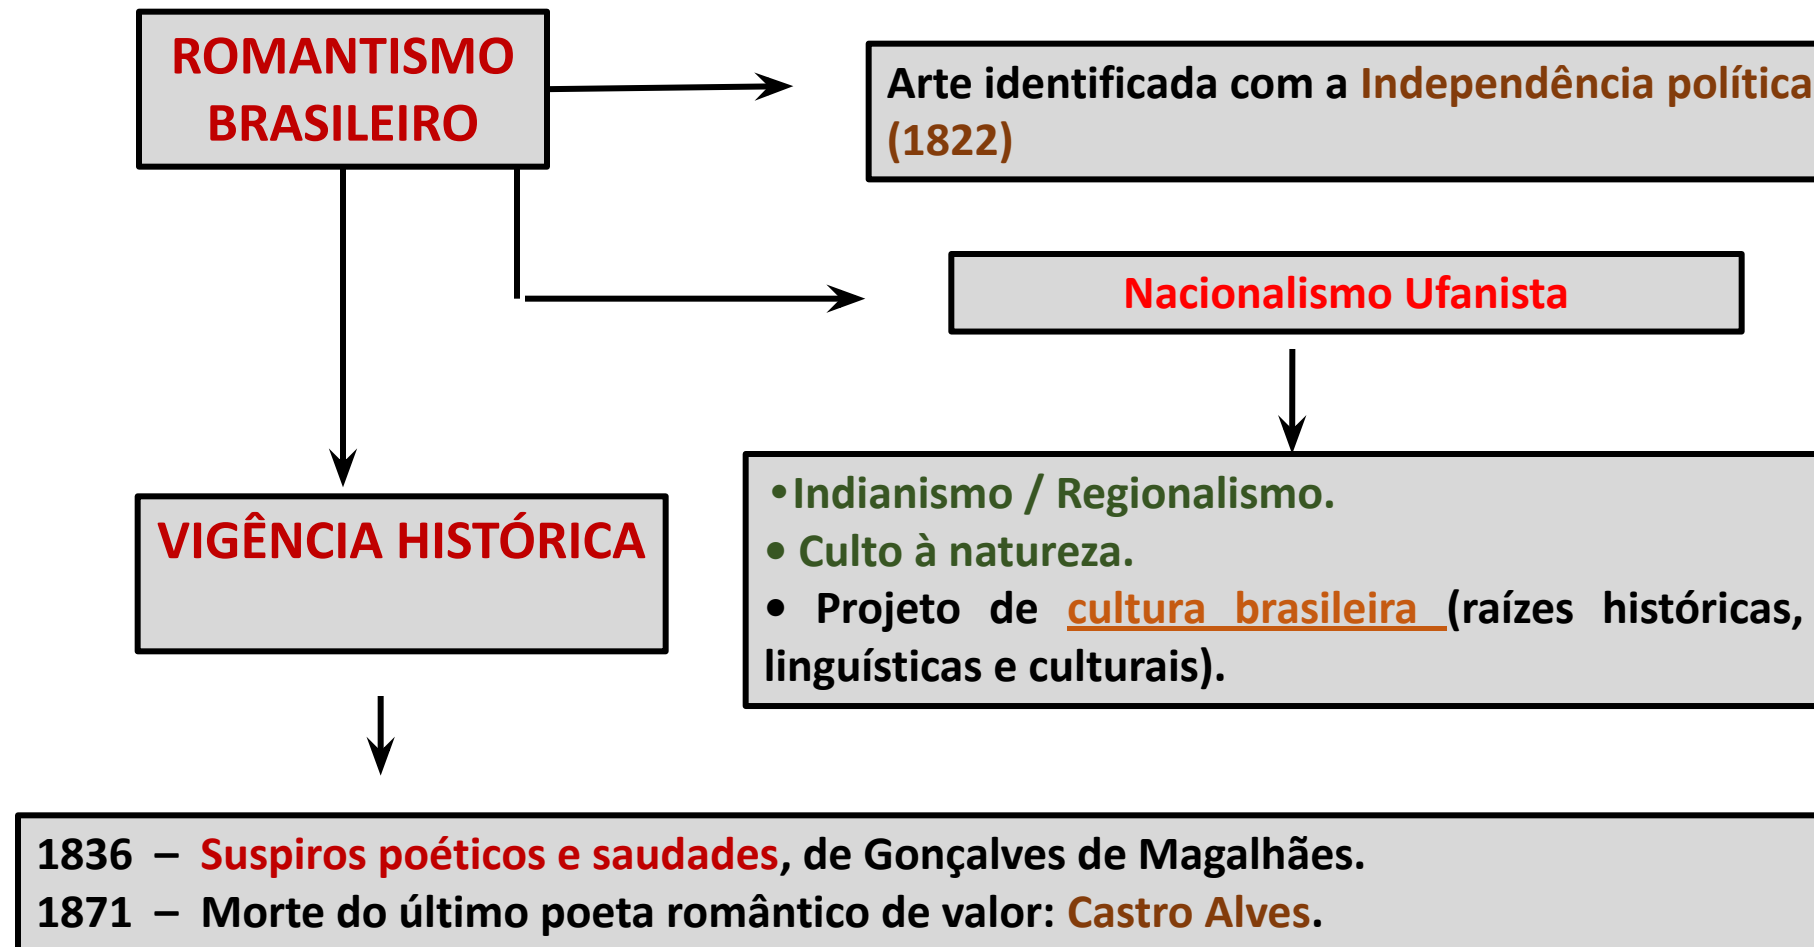 ROMANTISMO
BRASILEIRO
Arte identificada com a Independência política
(1822)
Nacionalismo Ufanista
VIGÊNCIA HISTÓRICA
•Indianismo / Regionalismo.
• Culto à natureza.
• Projeto de cultura brasileira (raízes históricas,
linguísticas e culturais).
1836 – Suspiros poéticos e saudades, de Gonçalves de Magalhães.
1871 – Morte do último poeta romântico de valor: Castro Alves.